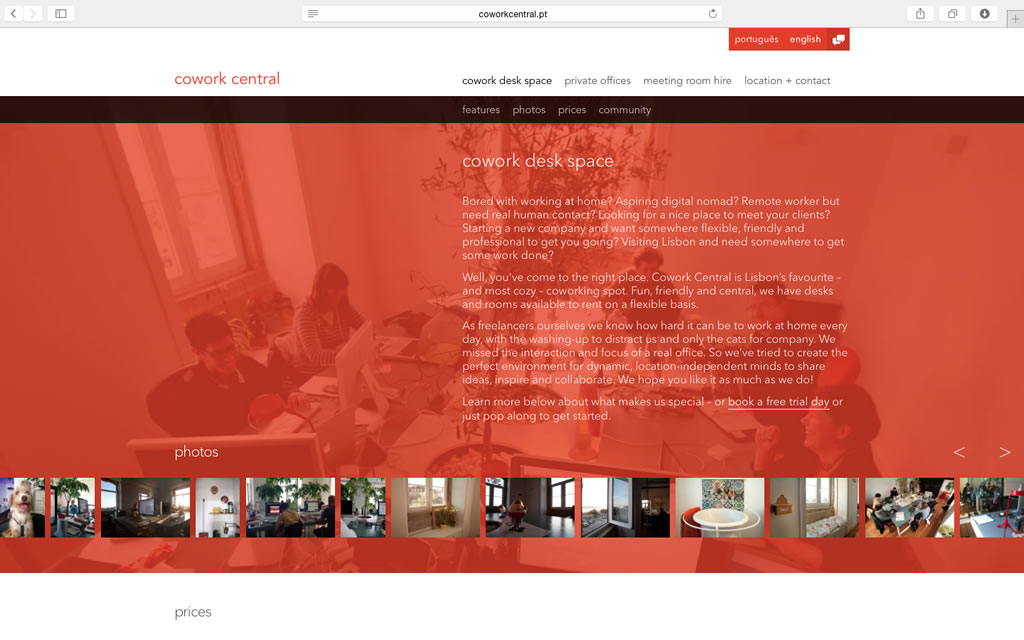 coworkcentral.pt
português english
cowork central
cowork desk space private offices meeting room hire location + contact
features photos prices community
cowork desk space
Bored with working at home? Aspiring digital nomad? Remote worker but
need real human contact? Looking for a nice place to meet your clients?
Starting a new company and want somewhere flexible, friendly and
professional to get you going? Visiting Lisbon and need somewhere to get
some work done?
Well, you've come to the right place. Cowork Central is Lisbon's favourite –
and most cozy – coworking spot. Fun, friendly and central, we have desks
and rooms available to rent on a flexible basis.
As freelancers ourselves we know how hard it can be to work at home every
day, with the washing-up to distract us and only the cats for company. We
missed the interaction and focus of a real office. So we've tried to create the
perfect environment for dynamic, location-independent minds to share
ideas, inspire and collaborate. We hope you like it as much as we do!
Learn more below about what makes us special – or book a free trial day or
just pop along to get started.
photos < >
prices